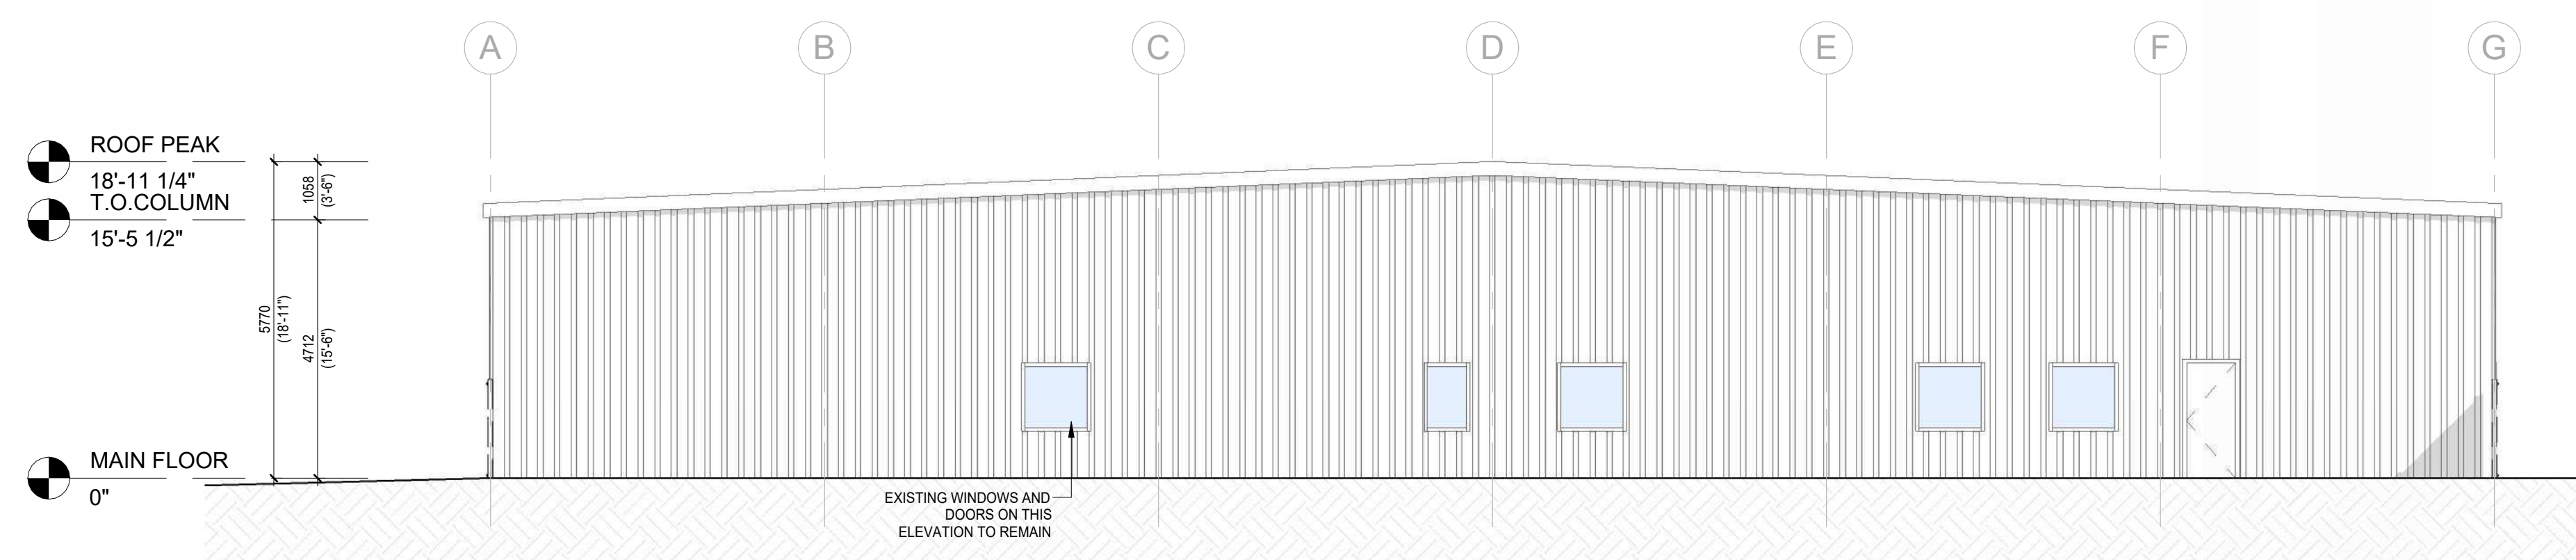 A
B
C
D
E
F
G
ROOF PEAK
18'-11 1/4"
T.O.COLUMN
15'-5 1/2"
MAIN FLOOR
0"
5770
(18'-11")
1058
(3'-6")
4712
(15'-6")
EXISTING WINDOWS AND
DOORS ON THIS
ELEVATION TO REMAIN